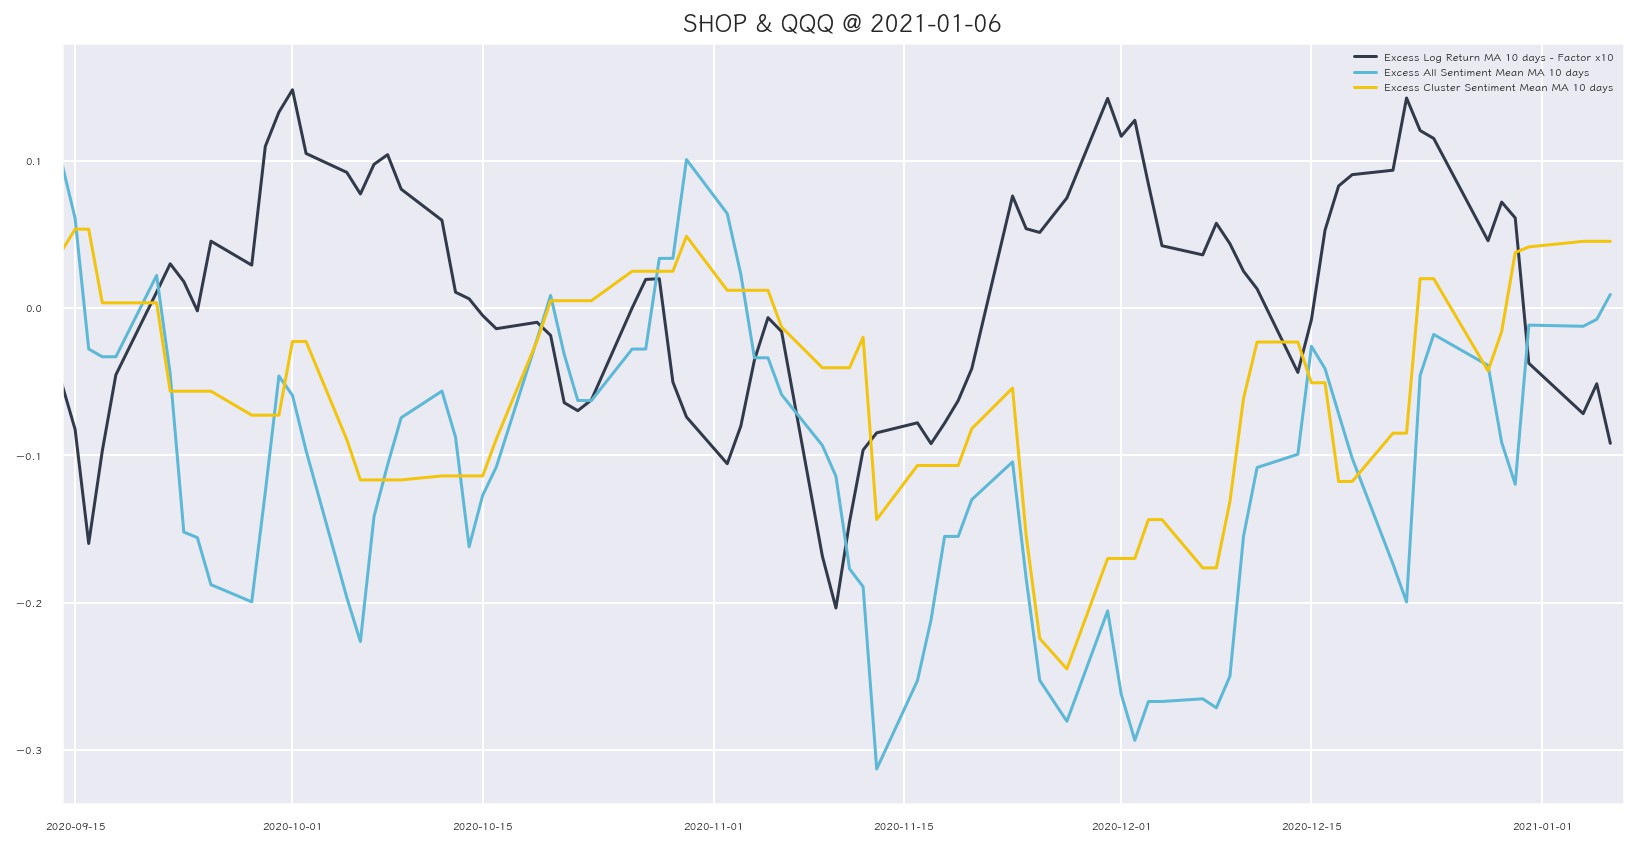 SHOP & QQQ @ 2021-01-06
Excess Log Return MA 10 days - Factor x10
Excess All Sentiment Mean MA 10 days
Excess Cluster Sentiment Mean MA 10 days
0.1
0.0
−0.1
−0.2
−0.3
2020-09-15 2020-10-01 2020-10-15 2020-11-01 2020-11-15 2020-12-01 2020-12-15 2021-01-01